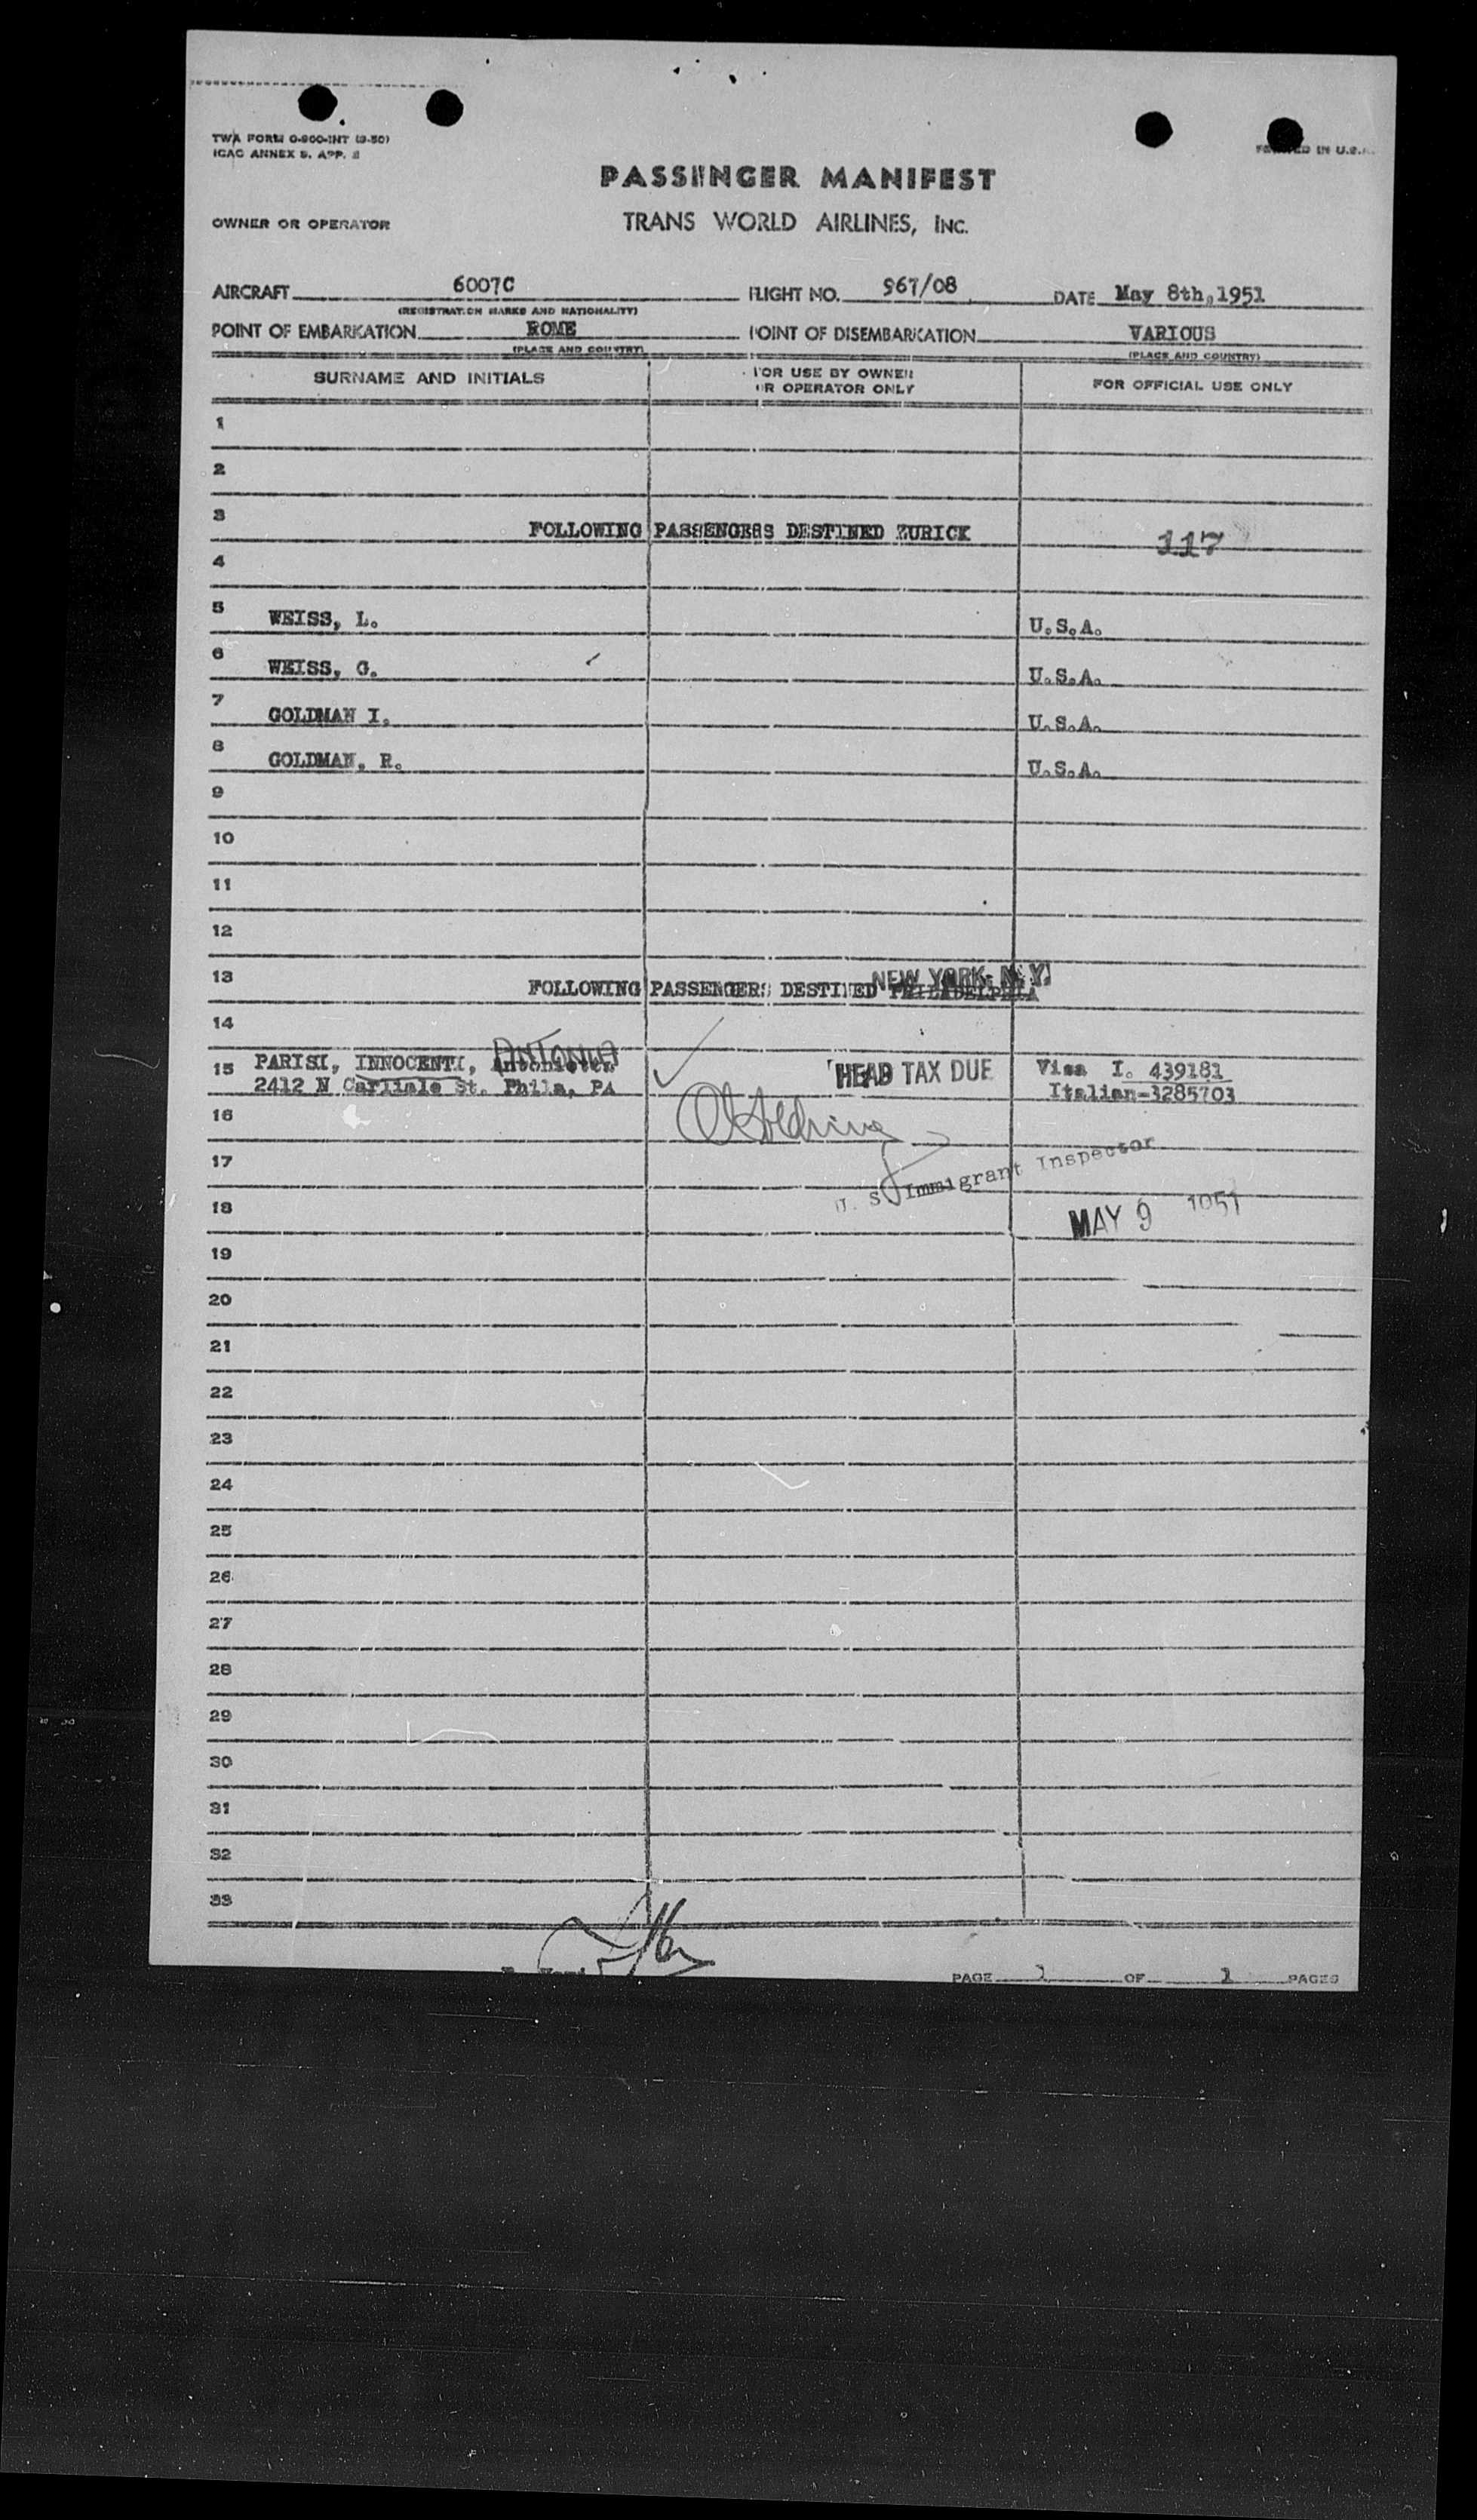 TWA FORM O-900-INT (9-50)
ICAO ANNEX 9, APP. 2
IN U.S.A.
PASSENGER MANIFEST
OWNER OR OPERATOR
TRANS WORLD AIRLINES, INC.
AIRCRAFT 6007C FLIGHT NO. 967/08 DATE May 8th,1951
(REGISTRATION MARKS AND NATIONALITY)
POINT OF EMBARKATION ROME POINT OF DISEMBARKATION VARIOUS
(PLACE AND COUNTRY) (PLACE AND COUNTRY)
SURNAME AND INITIALS FOR USE BY OWNER OR OPERATOR ONLY FOR OFFICIAL USE ONLY
1
2
3
FOLLOWING PASSENGERS DESTINED ZURICK 117
4
5 WEISS, L. U.S.A.
6 WEISS, G. U.S.A.
7 GOLDMAN I. U.S.A.
8 GOLDMAN, R. U.S.A.
9
10
11
12
13 NEW YORK, N.Y.
FOLLOWING PASSENGERS DESTINED PHILADELPHIA
14
ANTONIA
15 PARISI, INNOCENTI, HEAD TAX DUE Visa I. 439181
2412 N Carlisle St. Phila, PA Italian-3285703
16
17 U. S. Immigrant Inspector
18 MAY 9 1951
19
20
21
22
23
24
25
26
27
28
29
30
31
32
33
PAGE 1 OF 1 PAGES